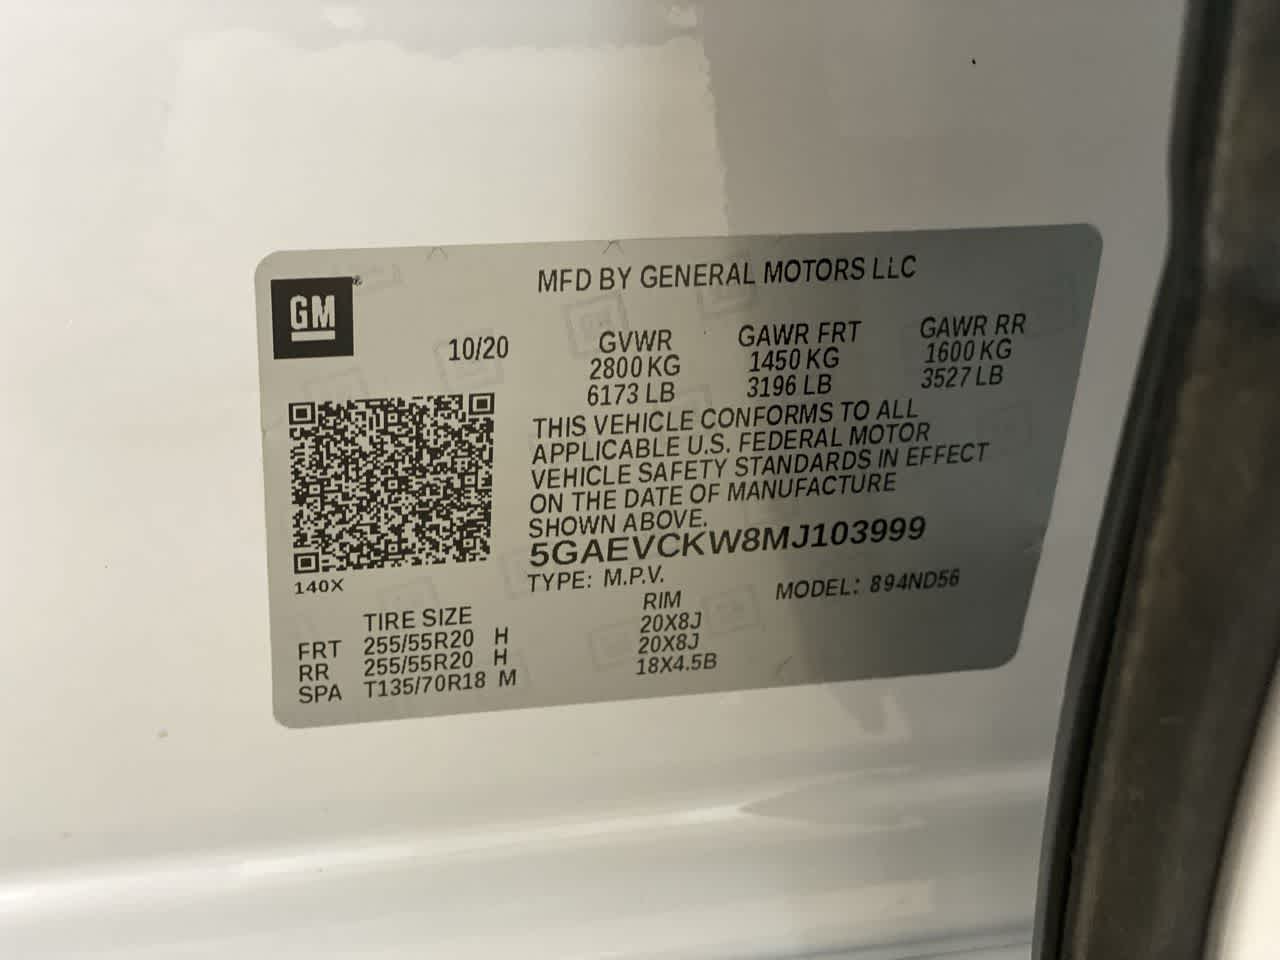 GM
MFD BY GENERAL MOTORS LLC
10/20
GVWR GAWR FRT GAWR RR
2800 KG 1450 KG 1600 KG
6173 LB 3196 LB 3527 LB
THIS VEHICLE CONFORMS TO ALL
APPLICABLE U.S. FEDERAL MOTOR
VEHICLE SAFETY STANDARDS IN EFFECT
ON THE DATE OF MANUFACTURE
SHOWN ABOVE.
5GAEVCKW8MJ103999
140X
TYPE: M.P.V. MODEL: 894ND56
TIRE SIZE RIM
FRT 255/55R20 H 20X8J
RR 255/55R20 H 20X8J
SPA T135/70R18 M 18X4.5B